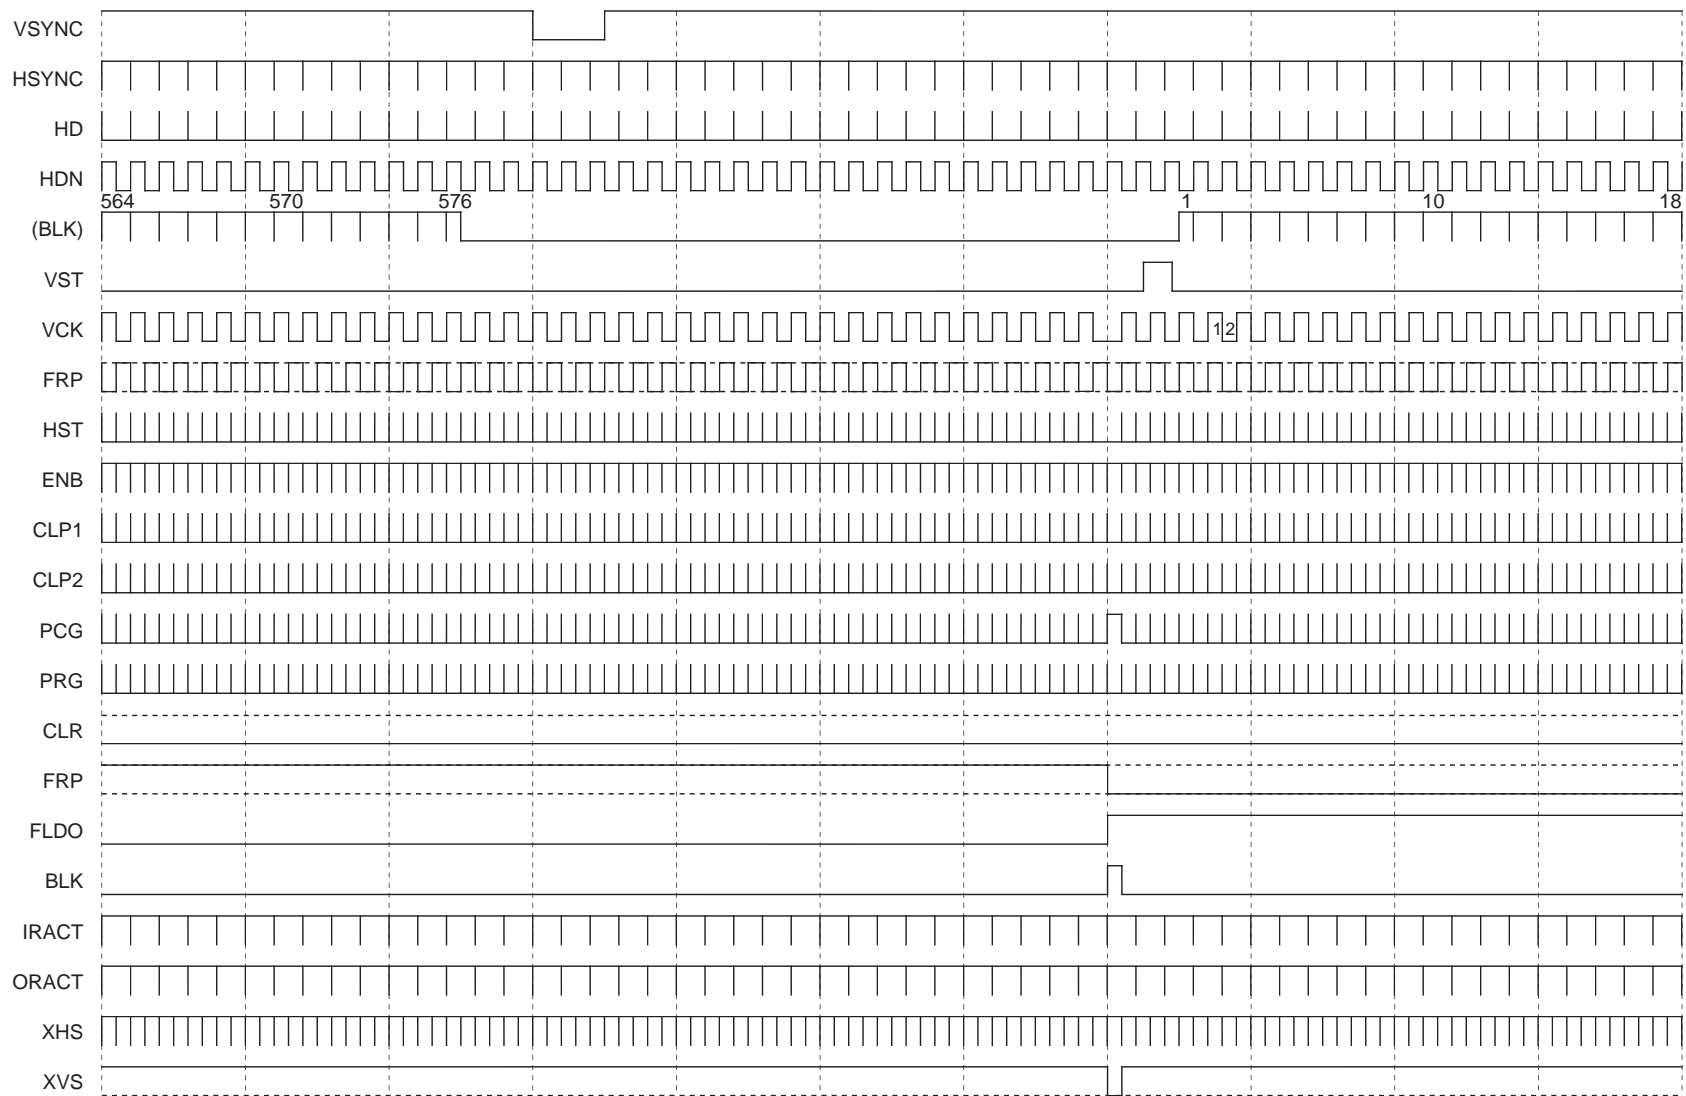 VSYNC
HSYNC
HD
HDN
564 570 576 1 10 18
(BLK)
VST
VCK 1 2
FRP
HST
ENB
CLP1
CLP2
PCG
PRG
CLR
FRP
FLDO
BLK
IRACT
ORACT
XHS
XVS